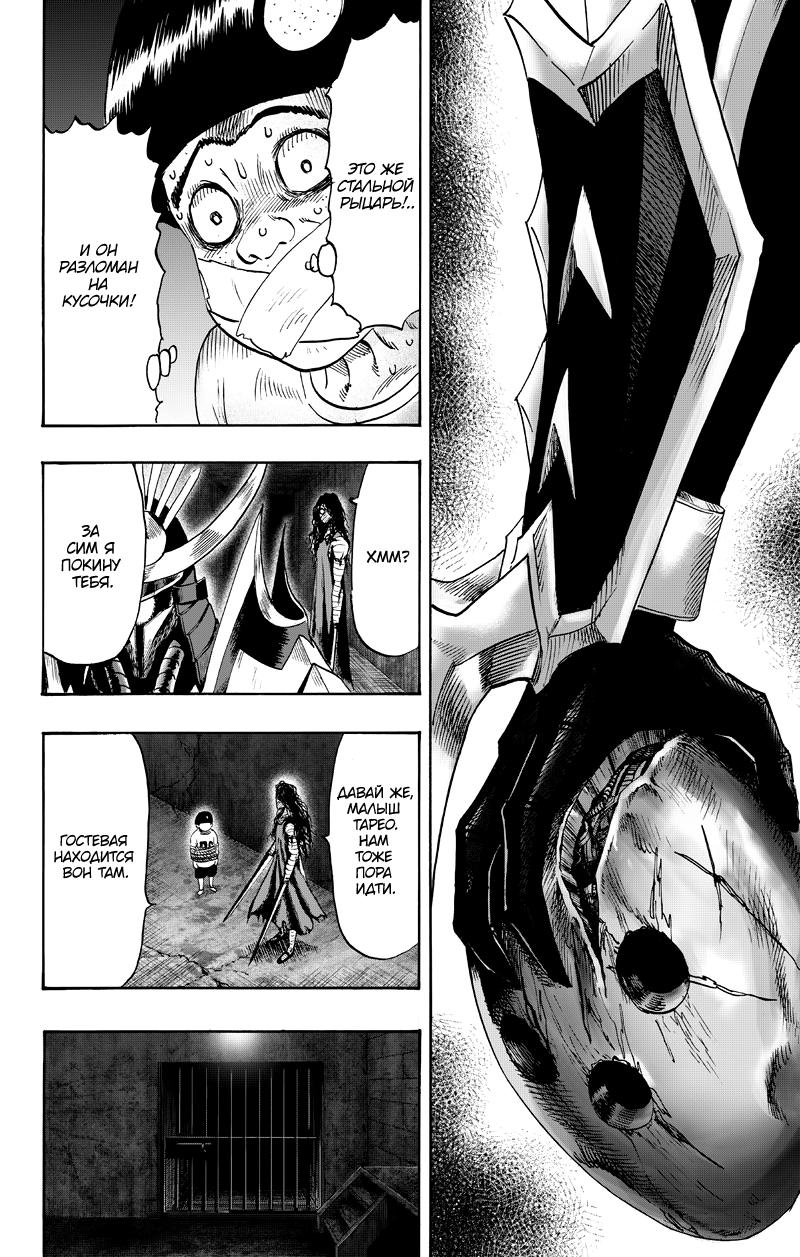 ЭТО ЖЕ
СТАЛЬНОЙ
РЫЦАРЬ!..
И ОН
РАЗЛОМАН
НА
КУСОЧКИ!
ХММ?
ЗА
СИМ Я
ПОКИНУ
ТЕБЯ.
ДАВАЙ ЖЕ,
МАЛЫШ
ТАРЕО.
НАМ
ТОЖЕ
ПОРА
ИДТИ.
ГОСТЕВАЯ
НАХОДИТСЯ
ВОН ТАМ.